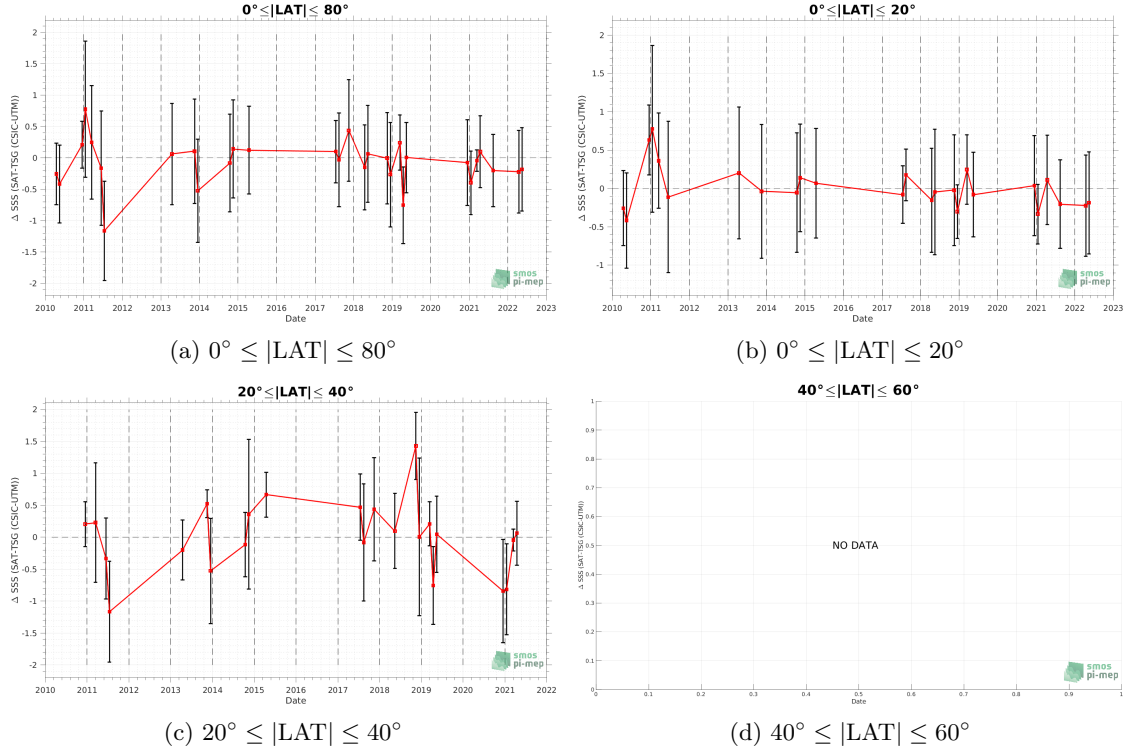 0°≤|LAT|≤ 80°
Δ SSS (SAT-TSG (CSIC-UTM))
2
1.5
1
0.5
0
-0.5
-1
-1.5
-2
2010 2011 2012 2013 2014 2015 2016 2017 2018 2019 2020 2021 2022 2023
Date
smos
pi-mep
(a) 0° ≤ |LAT| ≤ 80°
0°≤|LAT|≤ 20°
Δ SSS (SAT-TSG (CSIC-UTM))
2
1.5
1
0.5
0
-0.5
-1
2010 2011 2012 2013 2014 2015 2016 2017 2018 2019 2020 2021 2022 2023
Date
smos
pi-mep
(b) 0° ≤ |LAT| ≤ 20°
20°≤|LAT|≤ 40°
Δ SSS (SAT-TSG (CSIC-UTM))
2
1.5
1
0.5
0
-0.5
-1
-1.5
-2
2010 2011 2012 2013 2014 2015 2016 2017 2018 2019 2020 2021 2022
Date
smos
pi-mep
(c) 20° ≤ |LAT| ≤ 40°
40°≤|LAT|≤ 60°
Δ SSS (SAT-TSG (CSIC-UTM))
1
0.9
0.8
0.7
0.6
0.5
0.4
0.3
0.2
0.1
0
NO DATA
0 0.1 0.2 0.3 0.4 0.5 0.6 0.7 0.8 0.9 1
Date
smos
pi-mep
(d) 40° ≤ |LAT| ≤ 60°